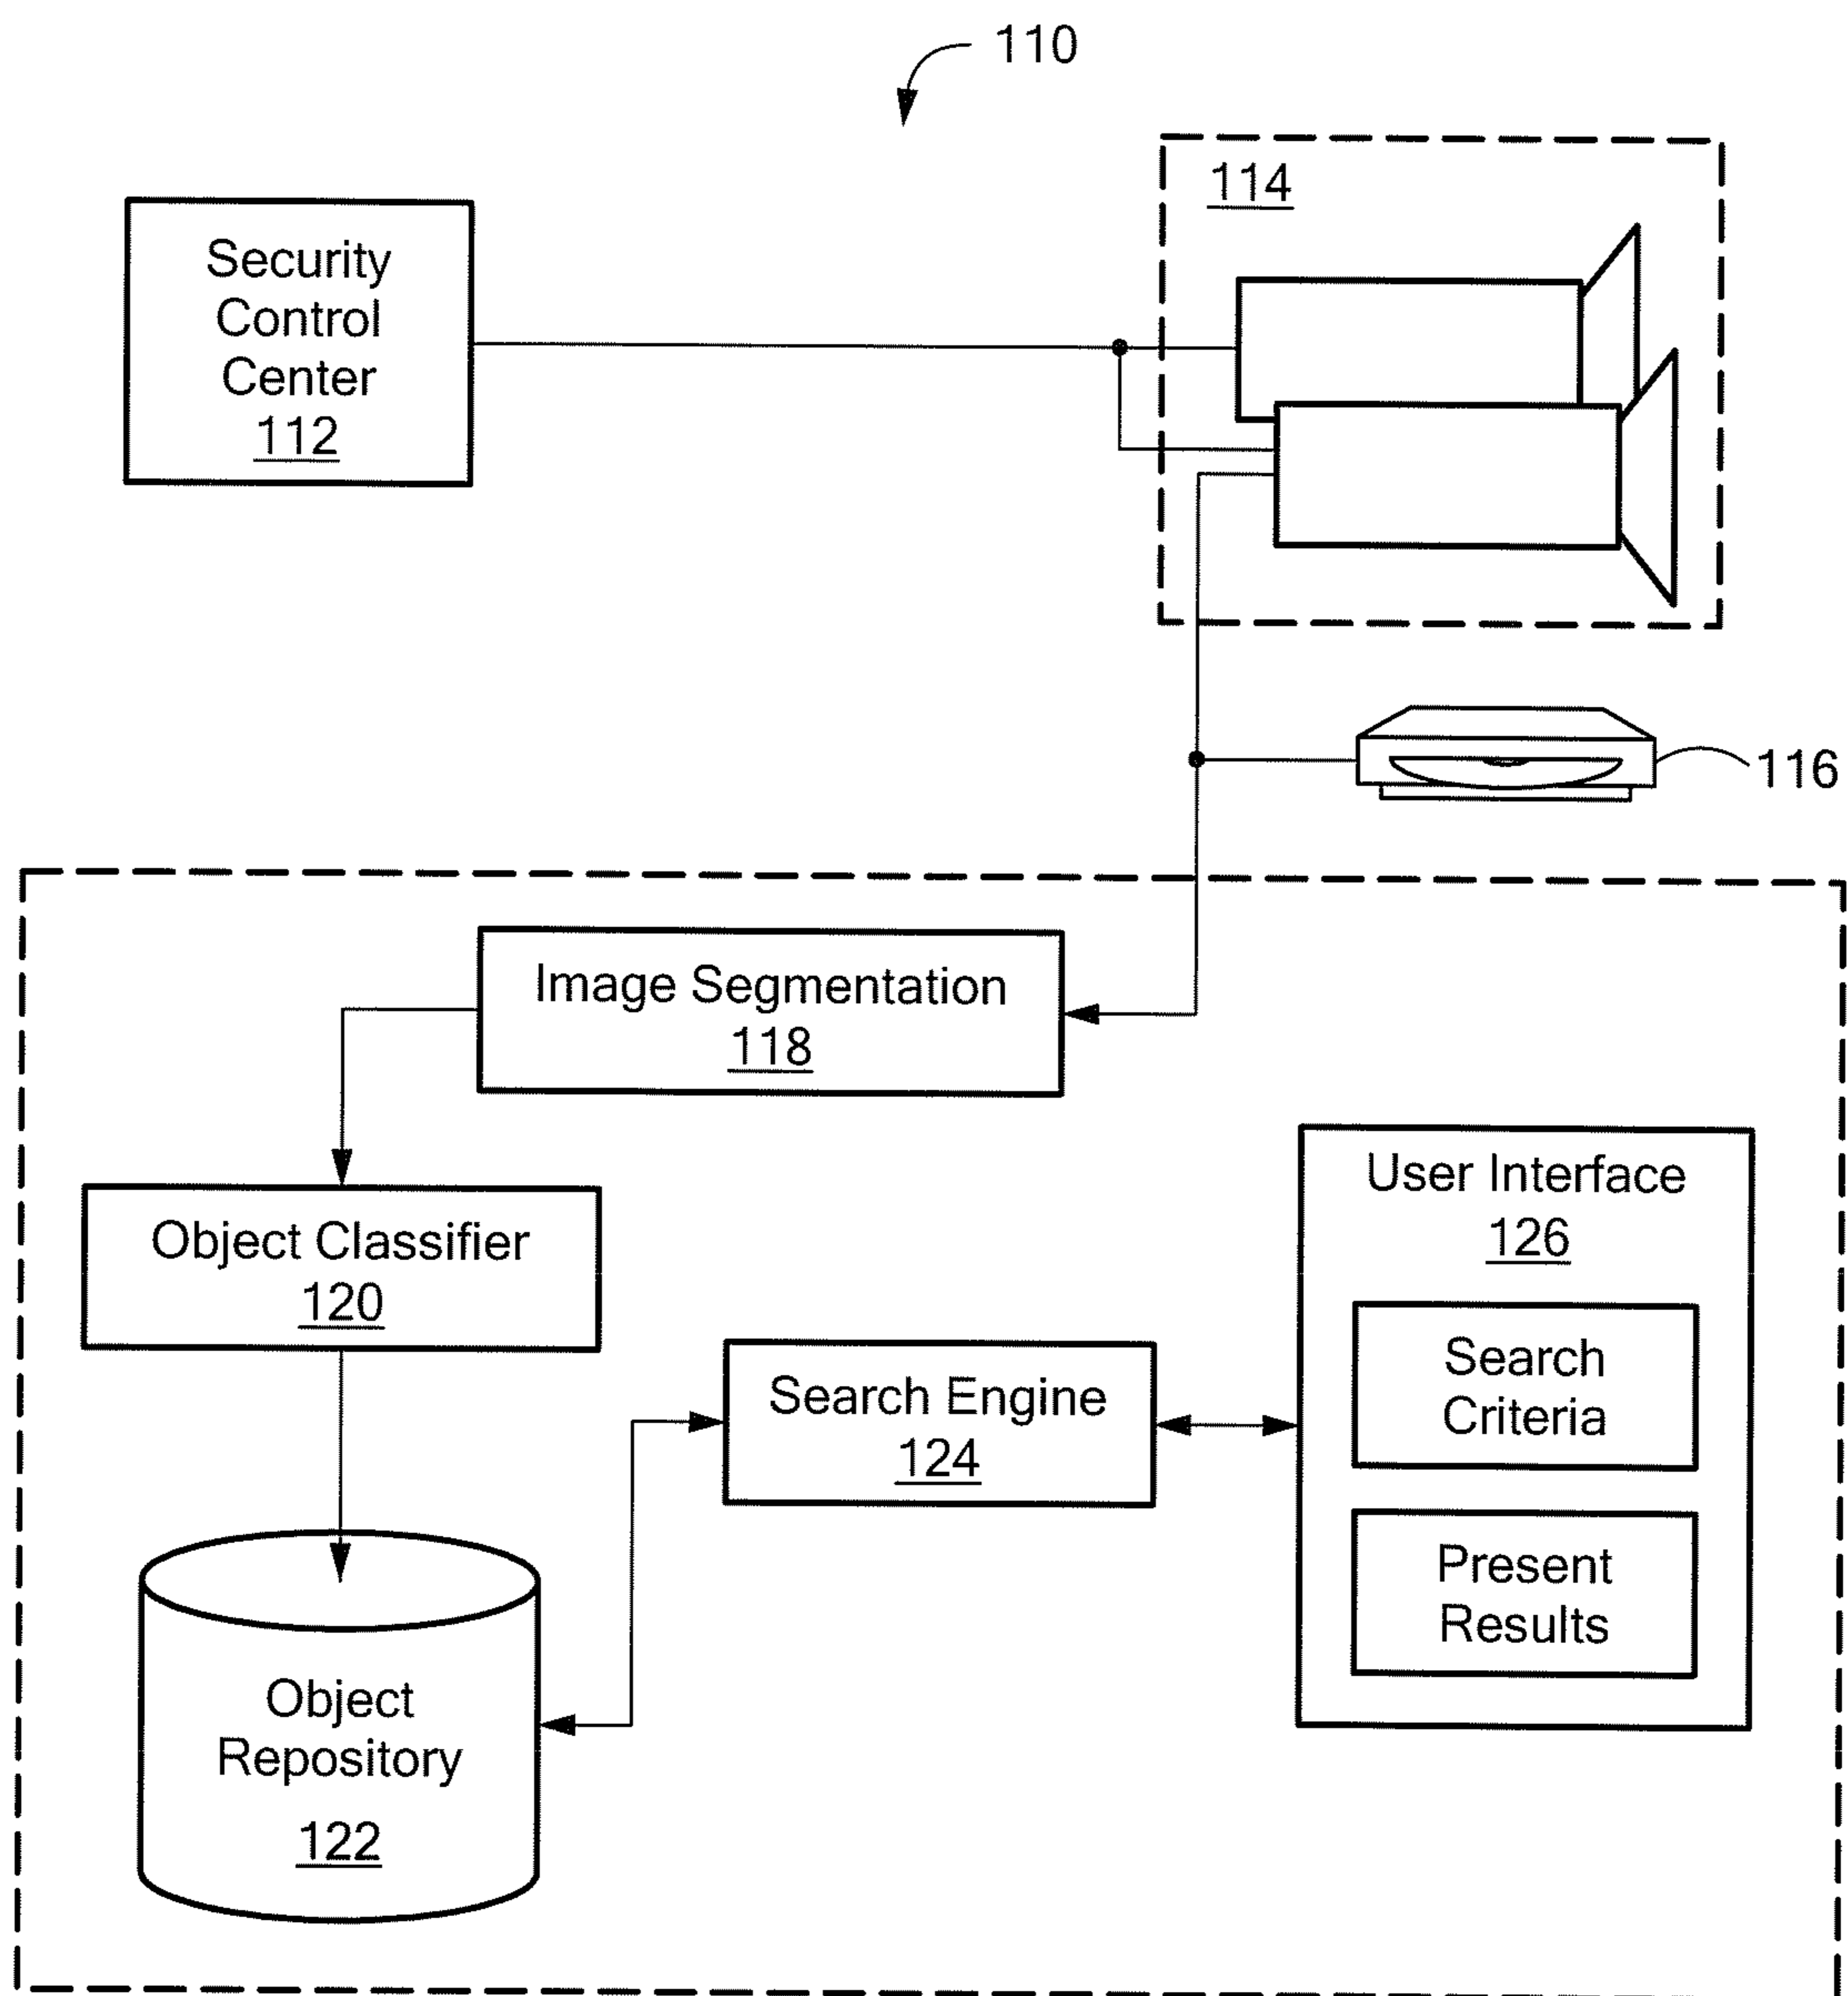 110
114
Security
Control
Center
112
116
Image Segmentation
118
User Interface
126
Object Classifier
120
Search
Criteria
Search Engine
124
Present
Results
Object
Repository
122